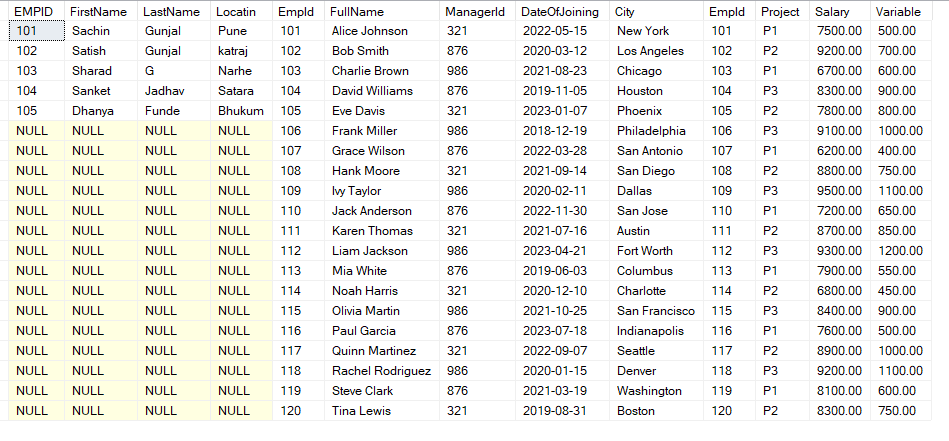 EMPID FirstName LastName Locatin EmpId FullName ManagerId DateOfJoining City EmpId Project Salary Variable
101 Sachin Gunjal Pune 101 Alice Johnson 321 2022-05-15 New York 101 P1 7500.00 500.00
102 Satish Gunjal katraj 102 Bob Smith 876 2020-03-12 Los Angeles 102 P2 9200.00 700.00
103 Sharad G Narhe 103 Charlie Brown 986 2021-08-23 Chicago 103 P1 6700.00 600.00
104 Sanket Jadhav Satara 104 David Williams 876 2019-11-05 Houston 104 P3 8300.00 900.00
105 Dhanya Funde Bhukum 105 Eve Davis 321 2023-01-07 Phoenix 105 P2 7800.00 800.00
NULL NULL NULL NULL 106 Frank Miller 986 2018-12-19 Philadelphia 106 P3 9100.00 1000.00
NULL NULL NULL NULL 107 Grace Wilson 876 2022-03-28 San Antonio 107 P1 6200.00 400.00
NULL NULL NULL NULL 108 Hank Moore 321 2021-09-14 San Diego 108 P2 8800.00 750.00
NULL NULL NULL NULL 109 Ivy Taylor 986 2020-02-11 Dallas 109 P3 9500.00 1100.00
NULL NULL NULL NULL 110 Jack Anderson 876 2022-11-30 San Jose 110 P1 7200.00 650.00
NULL NULL NULL NULL 111 Karen Thomas 321 2021-07-16 Austin 111 P2 8700.00 850.00
NULL NULL NULL NULL 112 Liam Jackson 986 2023-04-21 Fort Worth 112 P3 9300.00 1200.00
NULL NULL NULL NULL 113 Mia White 876 2019-06-03 Columbus 113 P1 7900.00 550.00
NULL NULL NULL NULL 114 Noah Harris 321 2020-12-10 Charlotte 114 P2 6800.00 450.00
NULL NULL NULL NULL 115 Olivia Martin 986 2021-10-25 San Francisco 115 P3 8400.00 900.00
NULL NULL NULL NULL 116 Paul Garcia 876 2023-07-18 Indianapolis 116 P1 7600.00 500.00
NULL NULL NULL NULL 117 Quinn Martinez 321 2022-09-07 Seattle 117 P2 8900.00 1000.00
NULL NULL NULL NULL 118 Rachel Rodriguez 986 2020-01-15 Denver 118 P3 9200.00 1100.00
NULL NULL NULL NULL 119 Steve Clark 876 2021-03-19 Washington 119 P1 8100.00 600.00
NULL NULL NULL NULL 120 Tina Lewis 321 2019-08-31 Boston 120 P2 8300.00 750.00